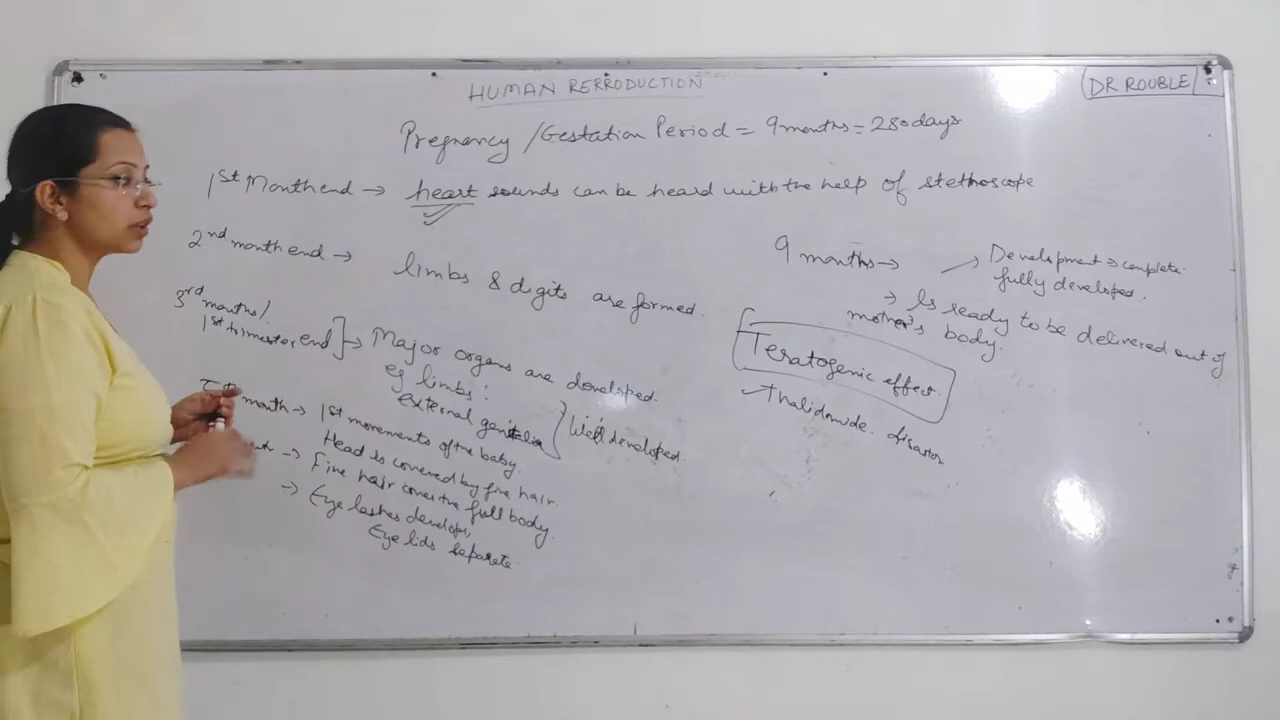 HUMAN RERRODUCTION
DR ROUBLE
Pregnancy / Gestation Period = 9 months = 280 days
1st Month end → heart sounds can be heard with the help of stethoscope
2nd month end → limbs & digits are formed.
3rd months/
1st trimester end } → Major organs are developed.
eg limbs:
external genitalia } Well developed
month → 1st movements of the baby.
Head is covered by fine hair.
→ Fine hair covers the full body.
→ Eye lashes develops,
Eye lids separate
9 months → → Development → complete
fully developed.
→ Is ready to be delivered out of
mother's body.
Teratogenic effect.
✓ Thalidomide.